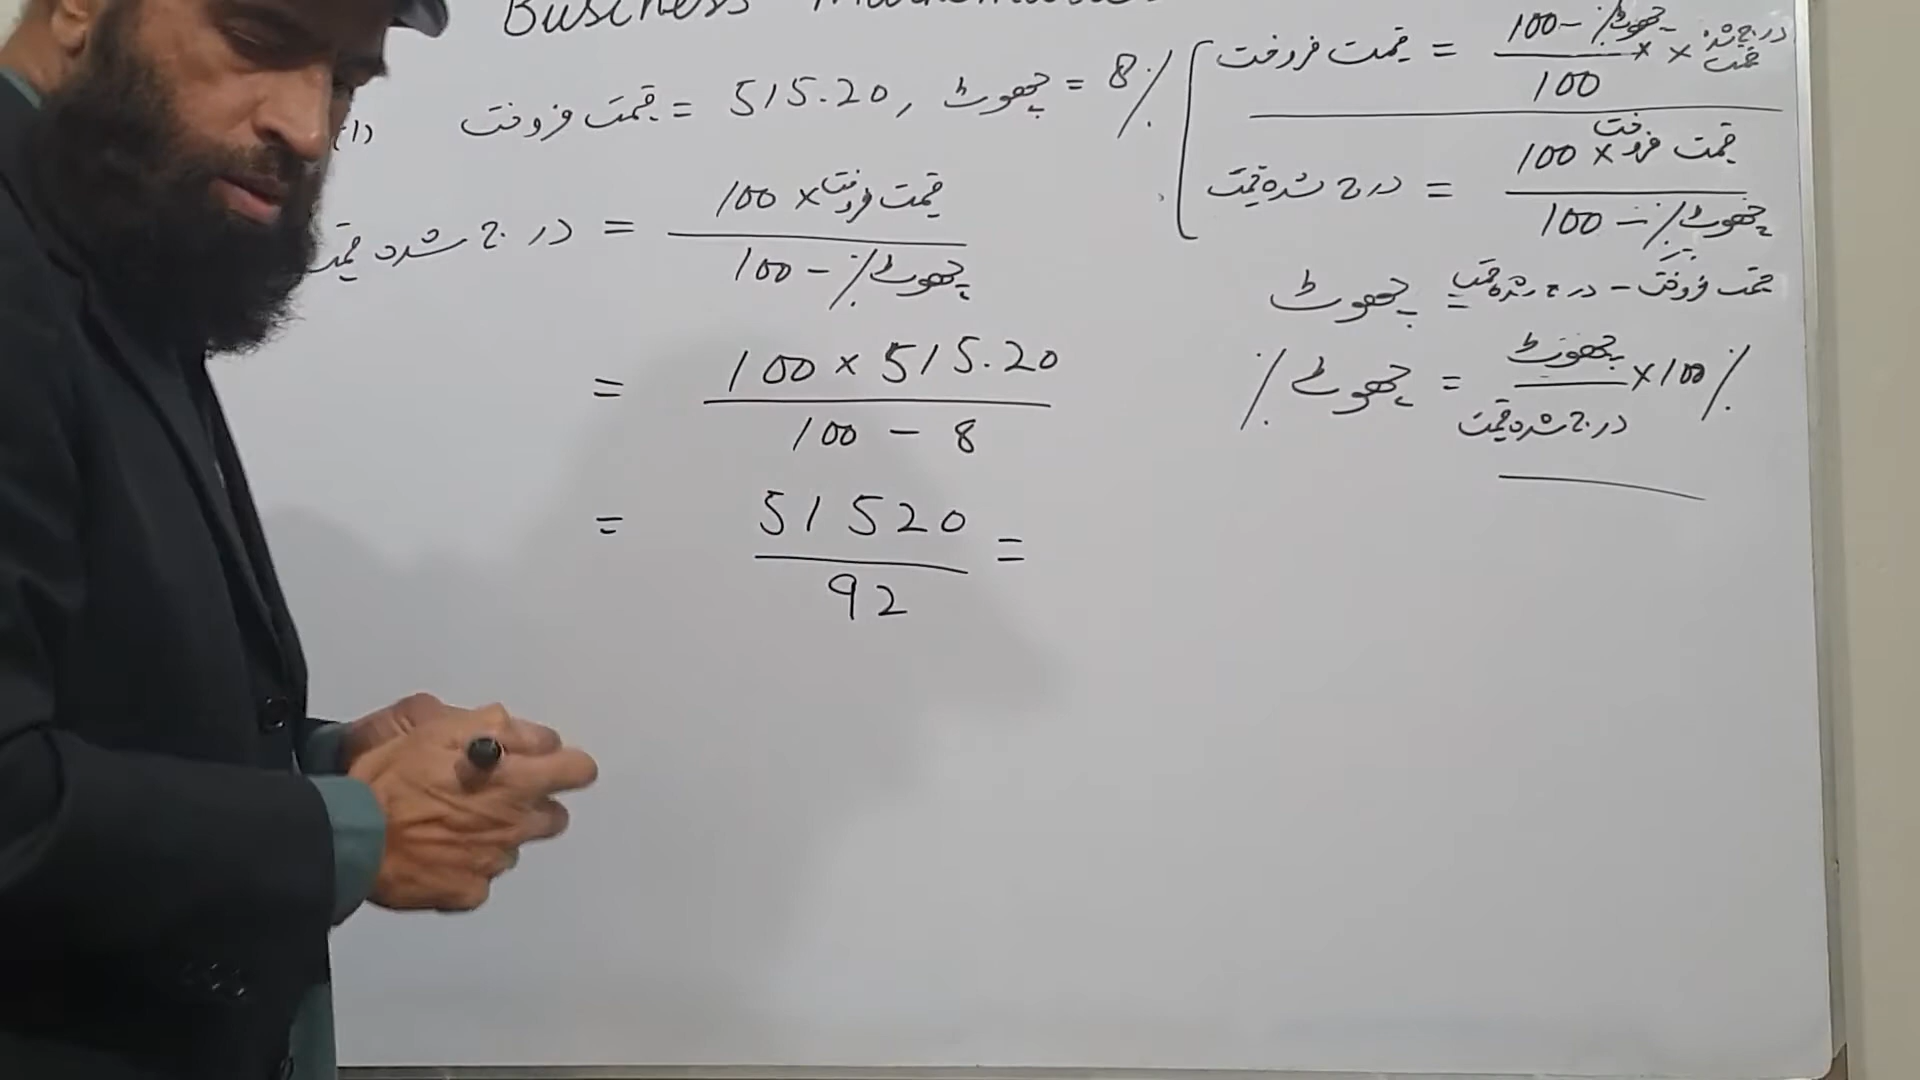 Business Mathematics
(1) قیمت فروخت = 515.20 , چھوٹ = 8%
درج شدہ قیمت = 100 × قیمت فروخت / 100 - چھوٹ%
= 100 × 515.20 / 100 - 8
= 51520 / 92 =
قیمت فروخت = 100 - چھوٹ% / 100 × درج شدہ قیمت
درج شدہ قیمت = 100 × قیمت فروخت / 100 - چھوٹ%
چھوٹ = درج شدہ قیمت - قیمت فروخت
چھوٹ% = چھوٹ / درج شدہ قیمت × 100%